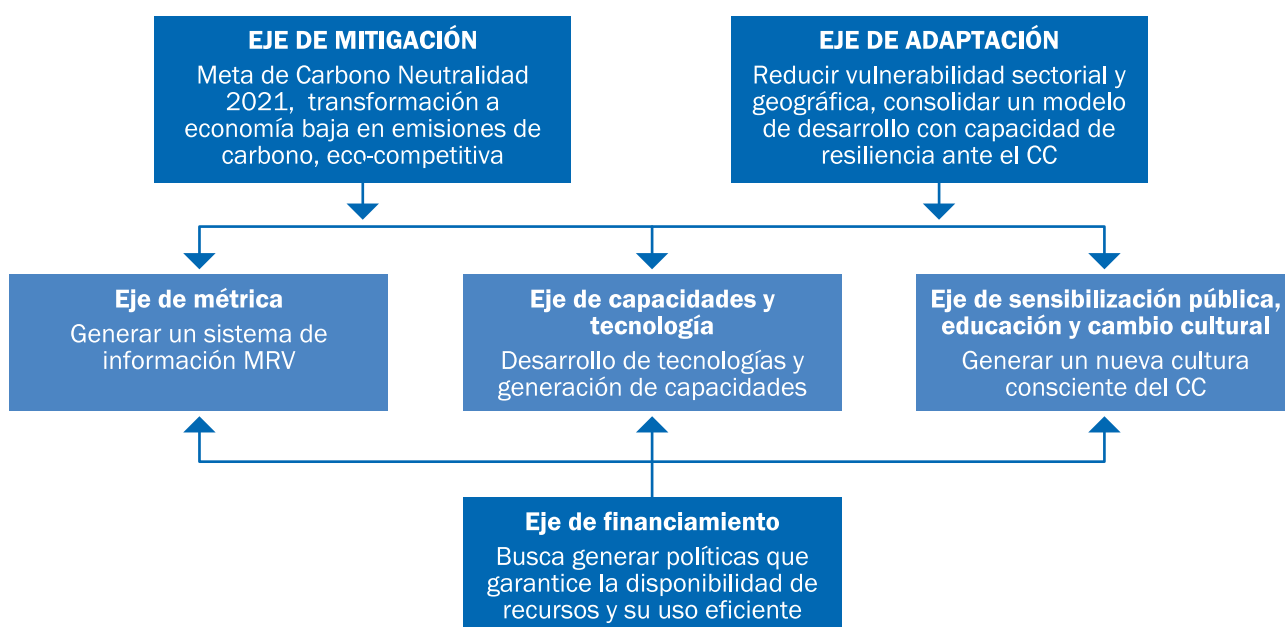 EJE DE MITIGACIÓN
Meta de Carbono Neutralidad
2021, transformación a
economía baja en emisiones de
carbono, eco-competitiva
EJE DE ADAPTACIÓN
Reducir vulnerabilidad sectorial y
geográfica, consolidar un modelo
de desarrollo con capacidad de
resiliencia ante el CC
Eje de métrica
Generar un sistema de
información MRV
Eje de capacidades y
tecnología
Desarrollo de tecnologías y
generación de capacidades
Eje de sensibilización pública,
educación y cambio cultural
Generar un nueva cultura
consciente del CC
Eje de financiamiento
Busca generar políticas que
garantice la disponibilidad de
recursos y su uso eficiente